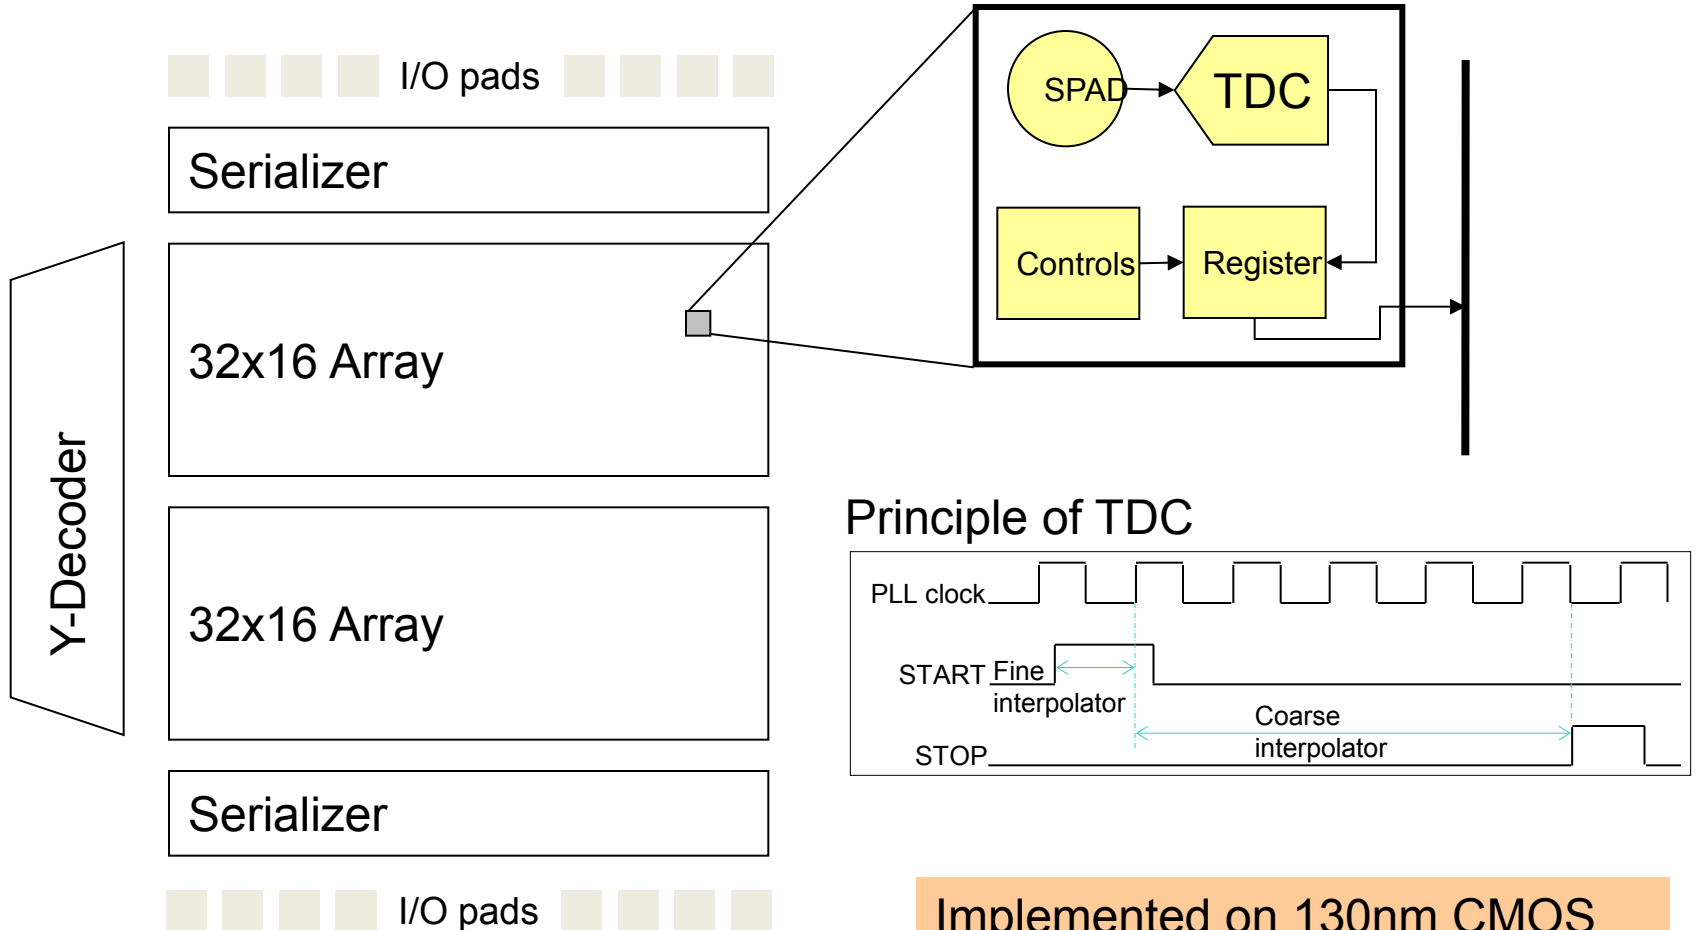 I/O pads
Serializer
Y-Decoder
32x16 Array
32x16 Array
Serializer
I/O pads
SPAD
TDC
Controls
Register
Principle of TDC
PLL clock
START
Fine
interpolator
Coarse
interpolator
STOP
Implemented on 130nm CMOS